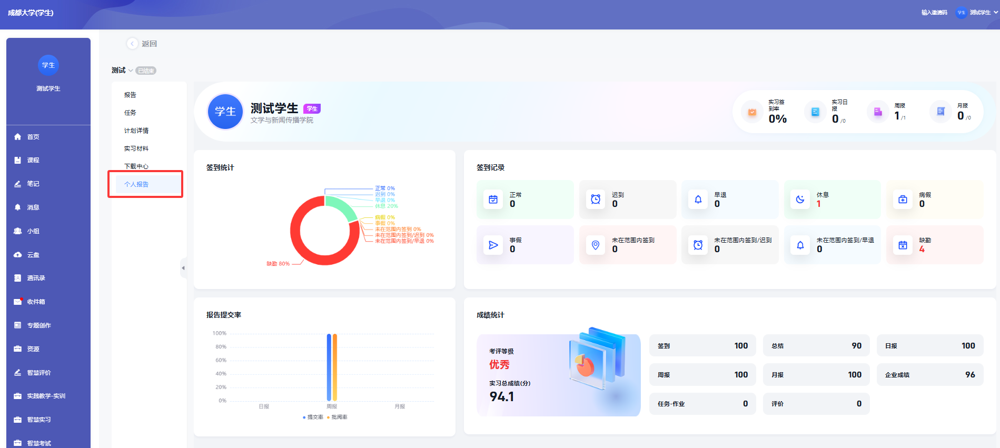 成都大学(学生)
输入邀请码
学生
测试学生
学生
测试学生
首页
课程
笔记
消息
小组
云盘
通讯录
收件箱
专题创作
资源
智慧评价
实践教学-实训
智慧实习
智慧考试
返回
测试
已结束
报告
任务
计划详情
实习材料
下载中心
个人报告
学生
测试学生 学生
文学与新闻传播学院
实习签
到率
0%
实习日
报
0 /0
周报
1 /1
月报
0 /0
签到统计
正常 0%
迟到 0%
早退 0%
休息 20%
病假 0%
事假 0%
未在范围内签到 0%
未在范围内签到/迟到 0%
未在范围内签到/早退 0%
缺勤 80%
签到记录
正常
0
迟到
0
早退
0
休息
1
病假
0
事假
0
未在范围内签到
0
未在范围内签到/迟到
0
未在范围内签到/早退
0
缺勤
4
报告提交率
100%
80%
60%
40%
20%
0%
日报
周报
月报
提交率
批阅率
成绩统计
考评等级
优秀
实习总成绩(分)
94.1
签到 100
总结 90
日报 100
周报 100
月报 100
企业成绩 96
任务-作业 0
评价 0